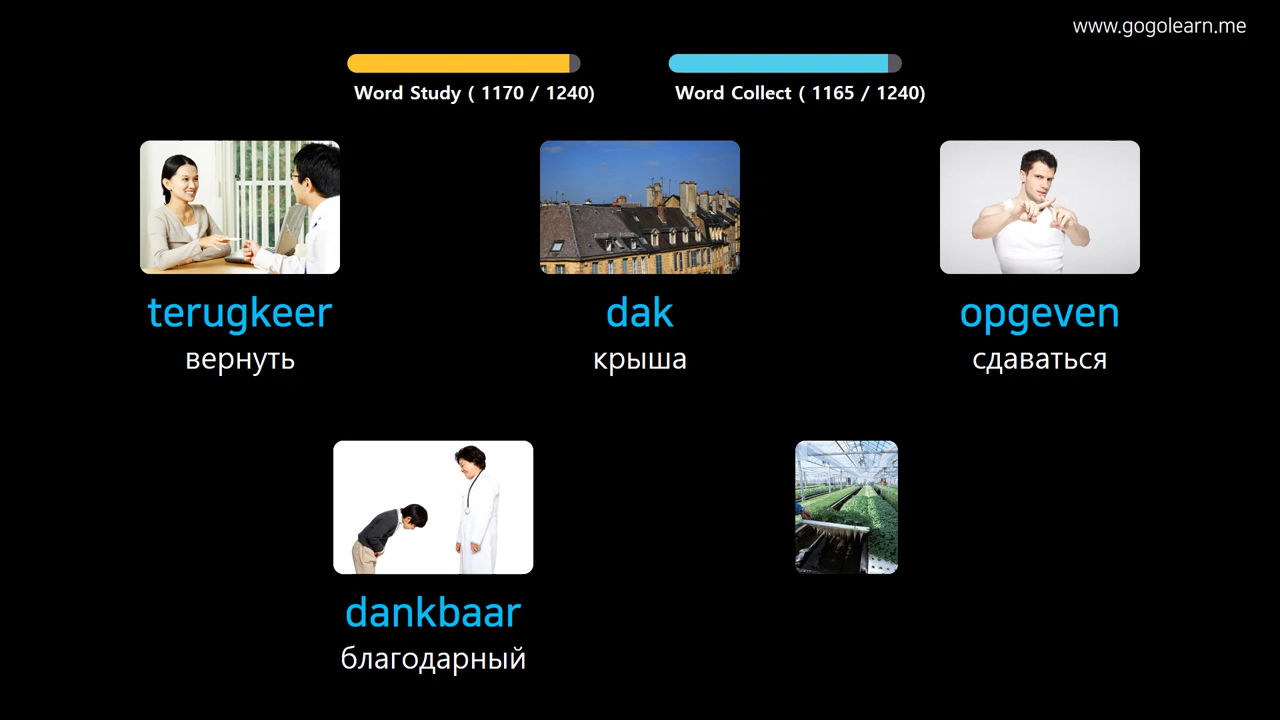 www.gogolearn.me
Word Study ( 1170 / 1240)
Word Collect ( 1165 / 1240)
terugkeer
вернуть
dak
крыша
opgeven
сдаваться
dankbaar
благодарный